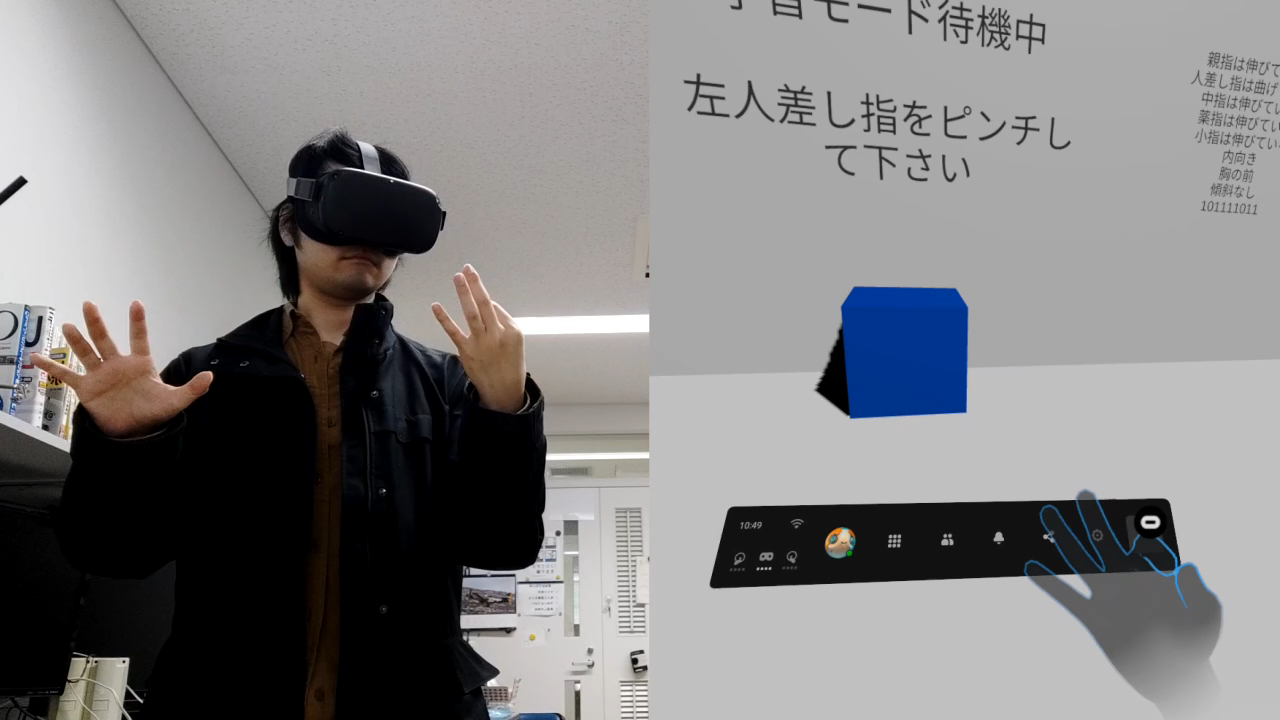 学習モード待機中
左人差し指をピンチし
て下さい
親指は伸びて
人差し指は曲げ
中指は伸びてい
薬指は伸びてい
小指は伸びてい
内向き
胸の前
傾斜なし
101111011
10:49